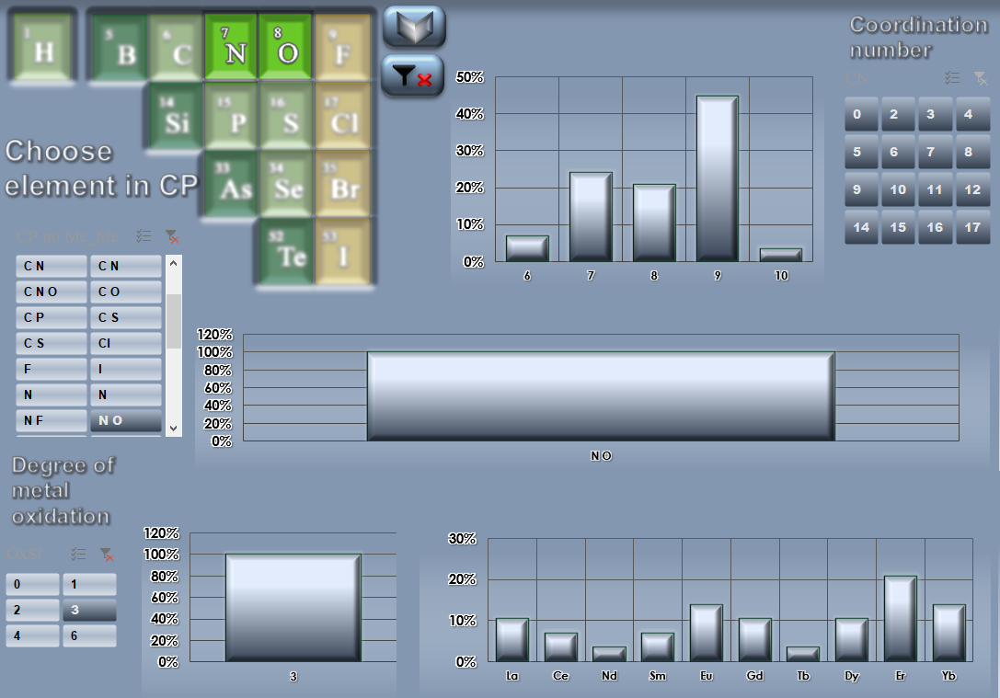 1 H
5 B
6 C
7 N
8 O
9 F
14 Si
15 P
16 S
17 Cl
33 As
34 Se
35 Br
52 Te
53 I
Choose
element in CP
CP no Me_Me
C N C N
C N O C O
C P C S
C S Cl
F I
N N
N F N O
Degree of
metal
oxidation
OxSt
0 1
2 3
4 6
50%
40%
30%
20%
10%
0%
6 7 8 9 10
Coordination
number
CN
0 2 3 4
5 6 7 8
9 10 11 12
14 15 16 17
120%
100%
80%
60%
40%
20%
0%
N O
120%
100%
80%
60%
40%
20%
0%
3
30%
20%
10%
0%
La Ce Nd Sm Eu Gd Tb Dy Er Yb